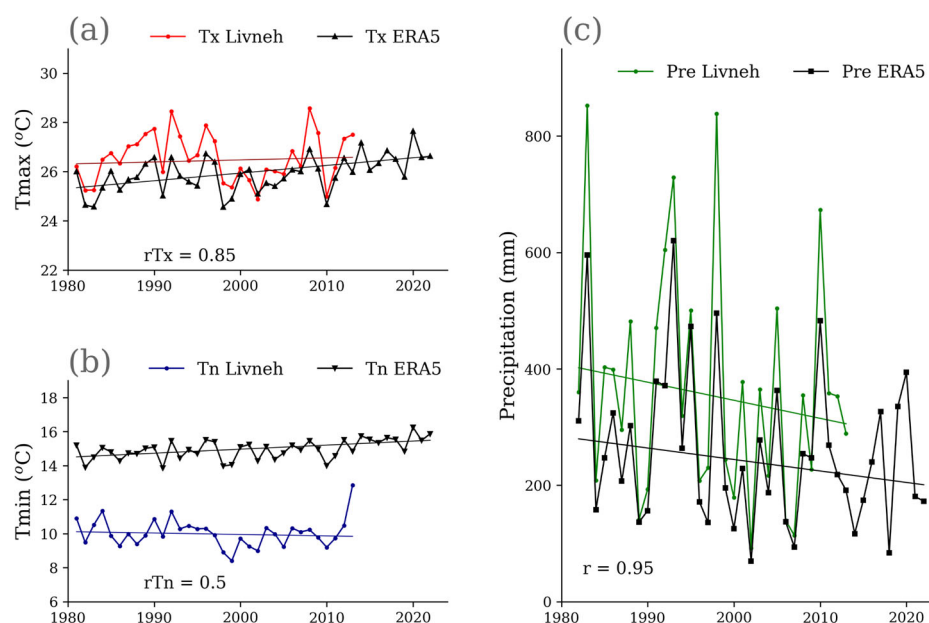 (a)
Tx Livneh
Tx ERA5
Tmax (°C)
30
28
26
24
22
rTx = 0.85
1980
1990
2000
2010
2020
(b)
Tn Livneh
Tn ERA5
Tmin (°C)
18
16
14
12
10
8
6
rTn = 0.5
1980
1990
2000
2010
2020
(c)
Pre Livneh
Pre ERA5
Precipitation (mm)
800
600
400
200
0
r = 0.95
1980
1990
2000
2010
2020